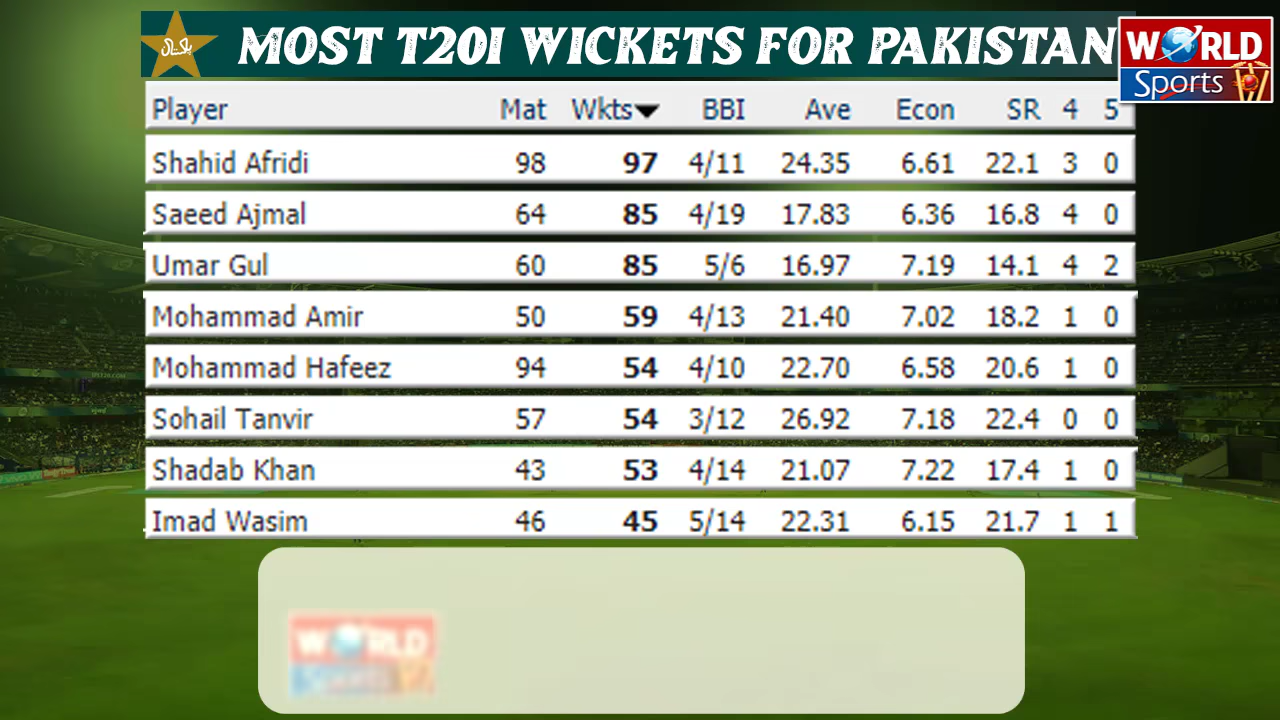 پاکستان
MOST T20I WICKETS FOR PAKISTAN
WORLD
Sports
Player Mat Wkts BBI Ave Econ SR 4 5
Shahid Afridi 98 97 4/11 24.35 6.61 22.1 3 0
Saeed Ajmal 64 85 4/19 17.83 6.36 16.8 4 0
Umar Gul 60 85 5/6 16.97 7.19 14.1 4 2
Mohammad Amir 50 59 4/13 21.40 7.02 18.2 1 0
Mohammad Hafeez 94 54 4/10 22.70 6.58 20.6 1 0
Sohail Tanvir 57 54 3/12 26.92 7.18 22.4 0 0
Shadab Khan 43 53 4/14 21.07 7.22 17.4 1 0
Imad Wasim 46 45 5/14 22.31 6.15 21.7 1 1
WORLD
Sports